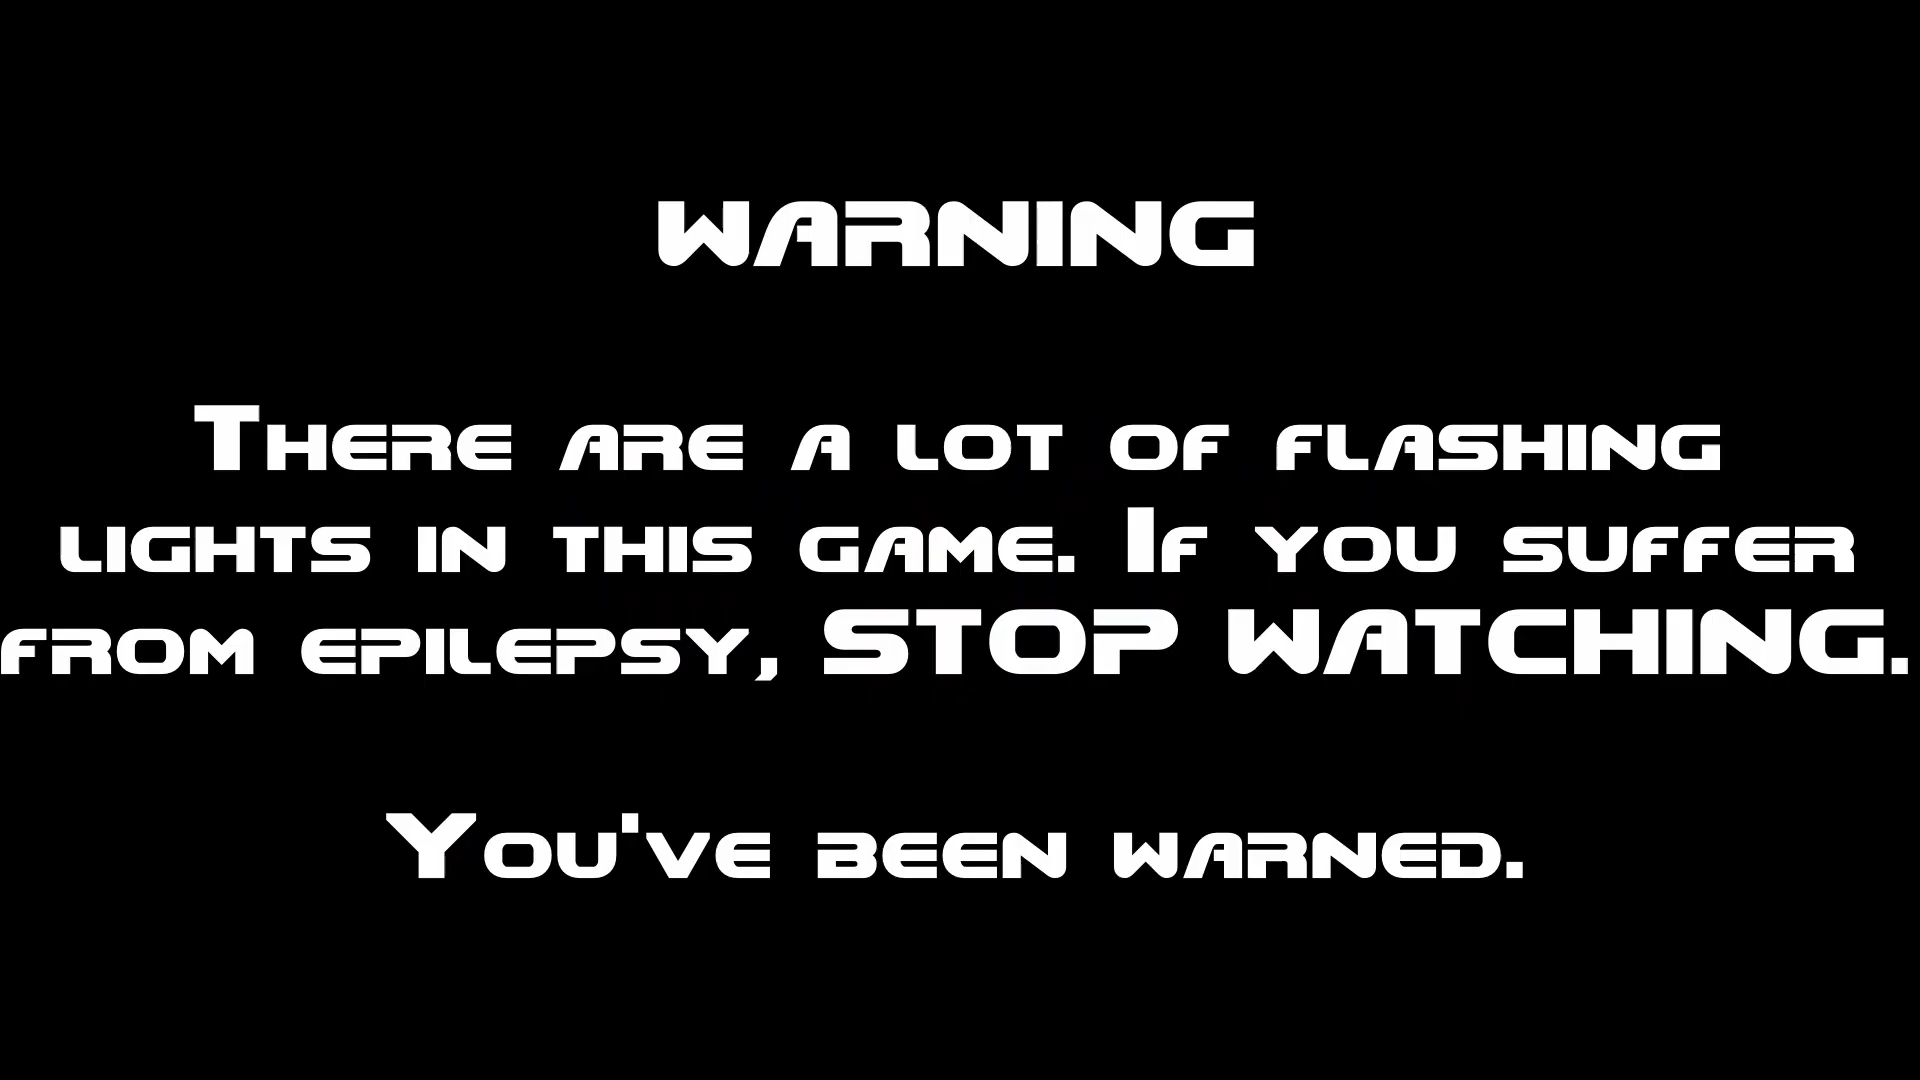 WARNING
There are a lot of flashing
lights in this game. If you suffer
from epilepsy, STOP WATCHING.
You've been warned.